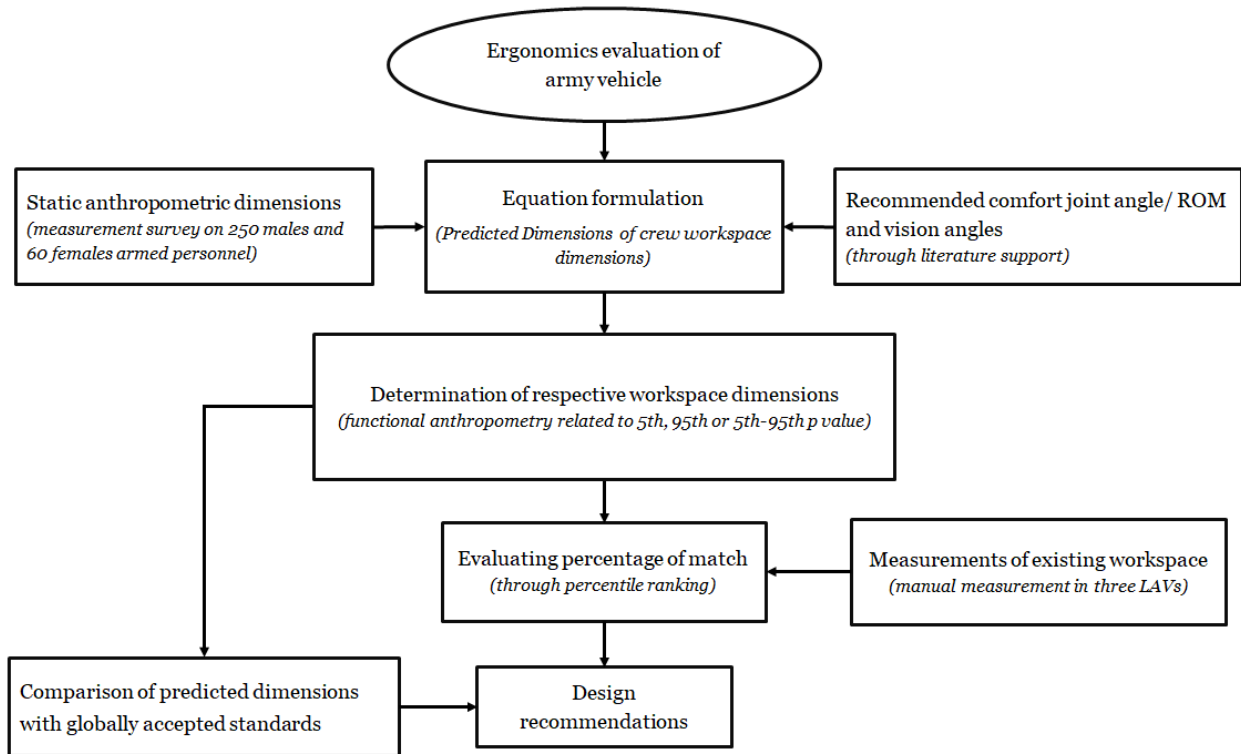 Ergonomics evaluation of
army vehicle
Static anthropometric dimensions
(measurement survey on 250 males and
60 females armed personnel)
Equation formulation
(Predicted Dimensions of crew workspace
dimensions)
Recommended comfort joint angle/ ROM
and vision angles
(through literature support)
Determination of respective workspace dimensions
(functional anthropometry related to 5th, 95th or 5th-95th p value)
Evaluating percentage of match
(through percentile ranking)
Measurements of existing workspace
(manual measurement in three LAVs)
Comparison of predicted dimensions
with globally accepted standards
Design
recommendations